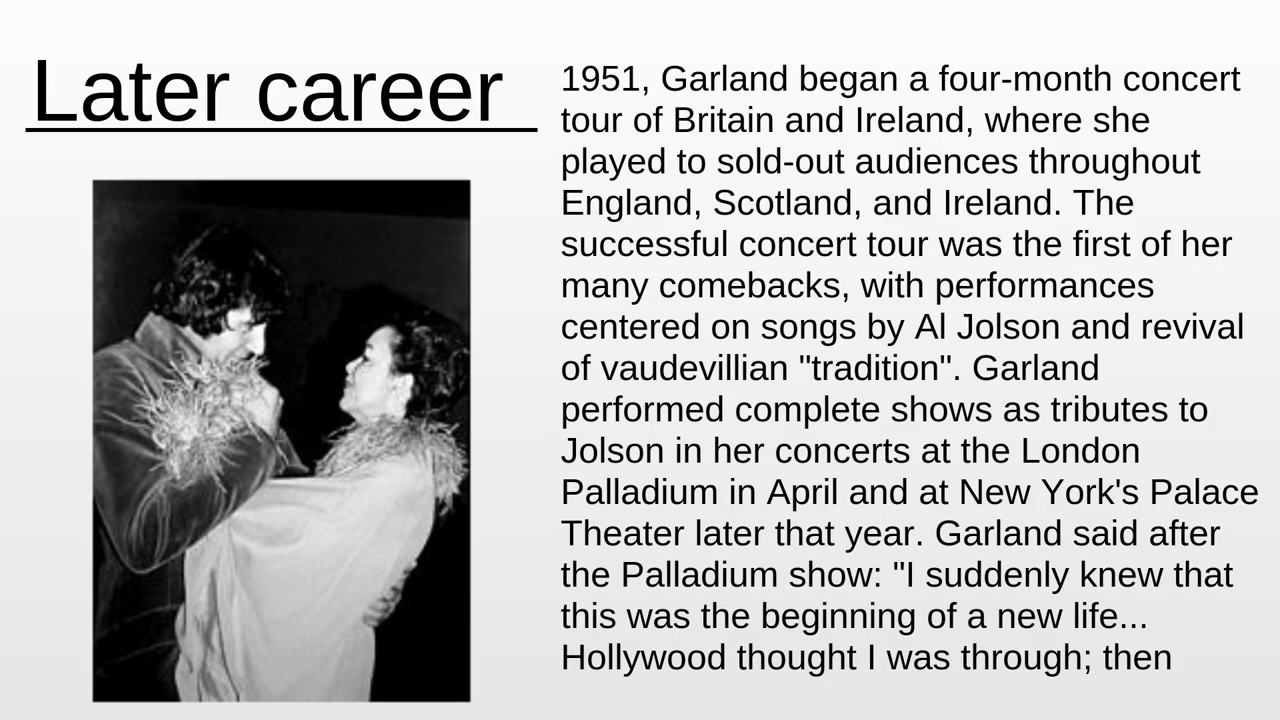 Later career
1951, Garland began a four-month concert
tour of Britain and Ireland, where she
played to sold-out audiences throughout
England, Scotland, and Ireland. The
successful concert tour was the first of her
many comebacks, with performances
centered on songs by Al Jolson and revival
of vaudevillian "tradition". Garland
performed complete shows as tributes to
Jolson in her concerts at the London
Palladium in April and at New York's Palace
Theater later that year. Garland said after
the Palladium show: "I suddenly knew that
this was the beginning of a new life...
Hollywood thought I was through; then